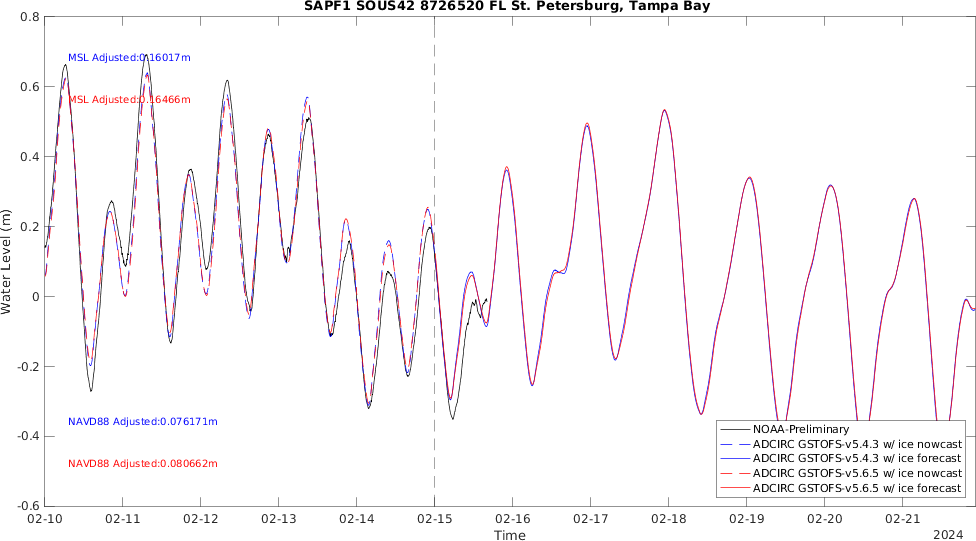 SAPF1 SOUS42 8726520 FL St. Petersburg, Tampa Bay
0.8
0.6
0.4
0.2
0
-0.2
-0.4
-0.6
Water Level (m)
MSL Adjusted:0.16017m
MSL Adjusted:0.16466m
NAVD88 Adjusted:0.076171m
NAVD88 Adjusted:0.080662m
NOAA-Preliminary
ADCIRC GSTOFS-v5.4.3 w/ ice nowcast
ADCIRC GSTOFS-v5.4.3 w/ ice forecast
ADCIRC GSTOFS-v5.6.5 w/ ice nowcast
ADCIRC GSTOFS-v5.6.5 w/ ice forecast
02-10 02-11 02-12 02-13 02-14 02-15 02-16 02-17 02-18 02-19 02-20 02-21
Time
2024